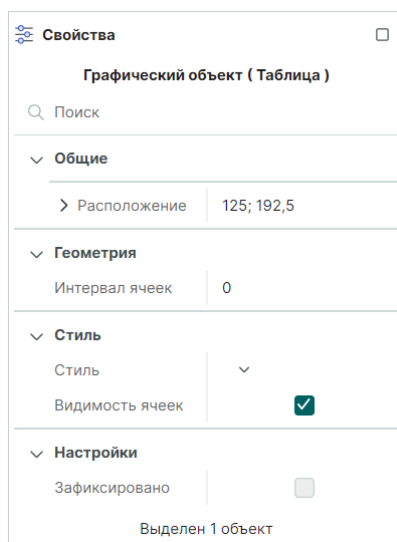 Свойства
Графический объект ( Таблица )
Поиск
Общие
Расположение 125; 192,5
Геометрия
Интервал ячеек 0
Стиль
Стиль
Видимость ячеек
Настройки
Зафиксировано
Выделен 1 объект